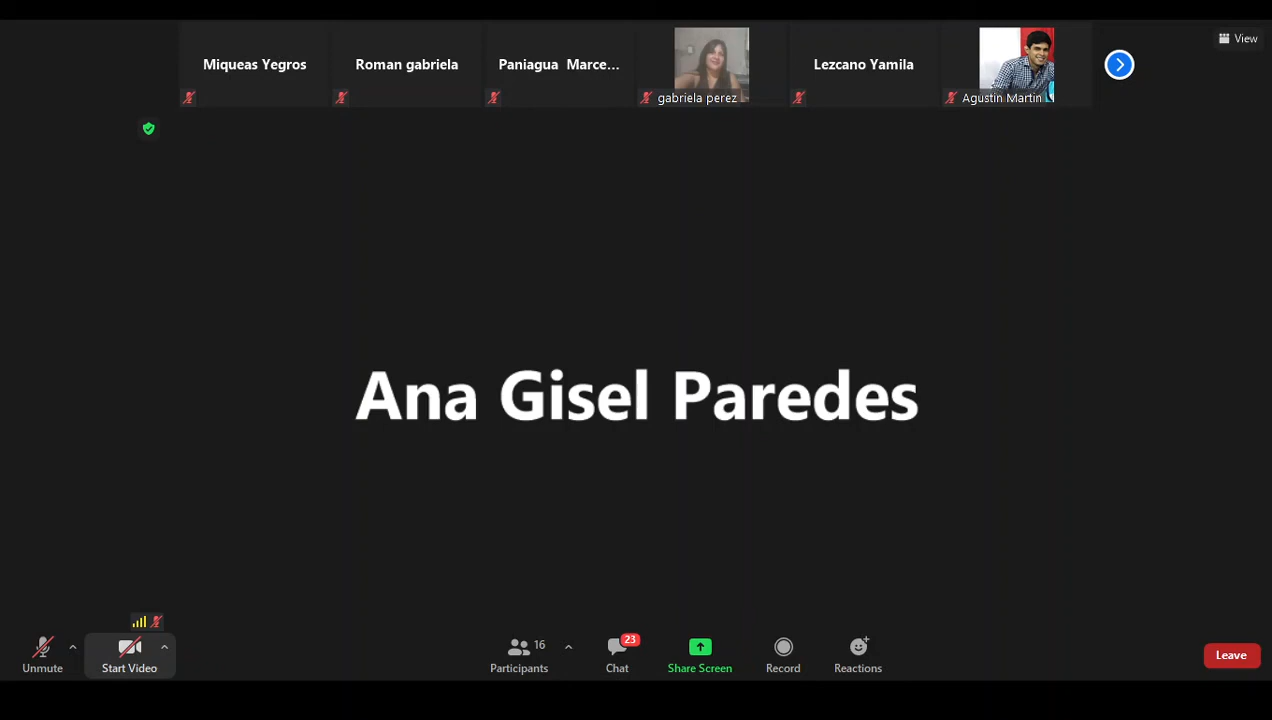 Miqueas Yegros
Roman gabriela
Paniagua Marce...
gabriela perez
Lezcano Yamila
Agustin Martin
View
Ana Gisel Paredes
Unmute
Start Video
16
Participants
23
Chat
Share Screen
Record
Reactions
Leave